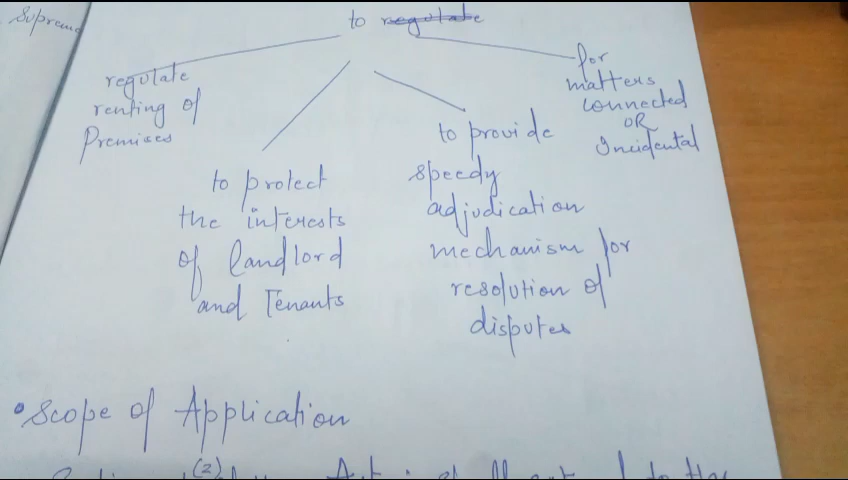 Supreme
to regulate
regulate
renting of
Premises
to protect
the interests
of landlord
and Tenants
to provide
speedy
adjudication
mechanism for
resolution of
disputes
for
matters
connected
OR
Incidental
• Scope of Application
(2)